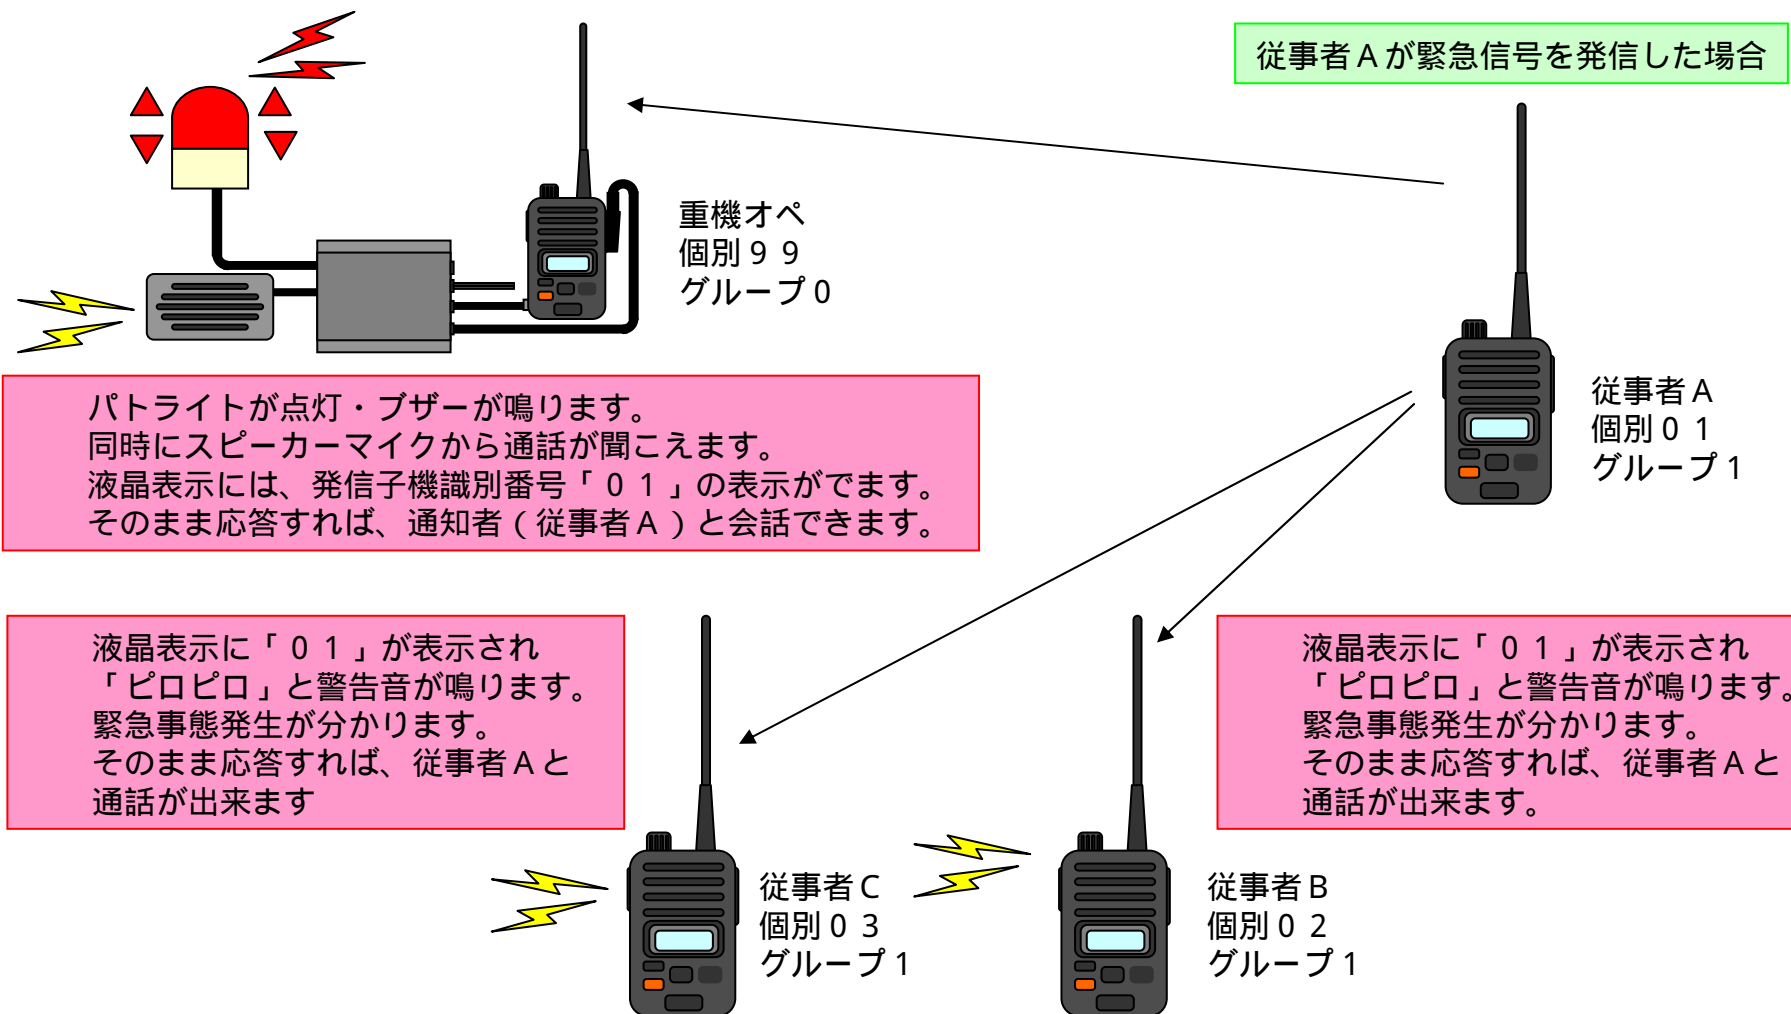 従事者Aが緊急信号を発信した場合
重機オペ
個別９９
グループ0
パトライトが点灯・ブザーが鳴ります。
同時にスピーカーマイクから通話が聞こえます。
液晶表示には、発信子機識別番号「０１」の表示がでます。
そのまま応答すれば、通知者（従事者A）と会話できます。
従事者A
個別０１
グループ1
液晶表示に「０１」が表示され
「ピロピロ」と警告音が鳴ります。
緊急事態発生が分かります。
そのまま応答すれば、従事者Aと
通話が出来ます
液晶表示に「０１」が表示され
「ピロピロ」と警告音が鳴ります。
緊急事態発生が分かります。
そのまま応答すれば、従事者Aと
通話が出来ます。
従事者C
個別０３
グループ1
従事者B
個別０２
グループ1